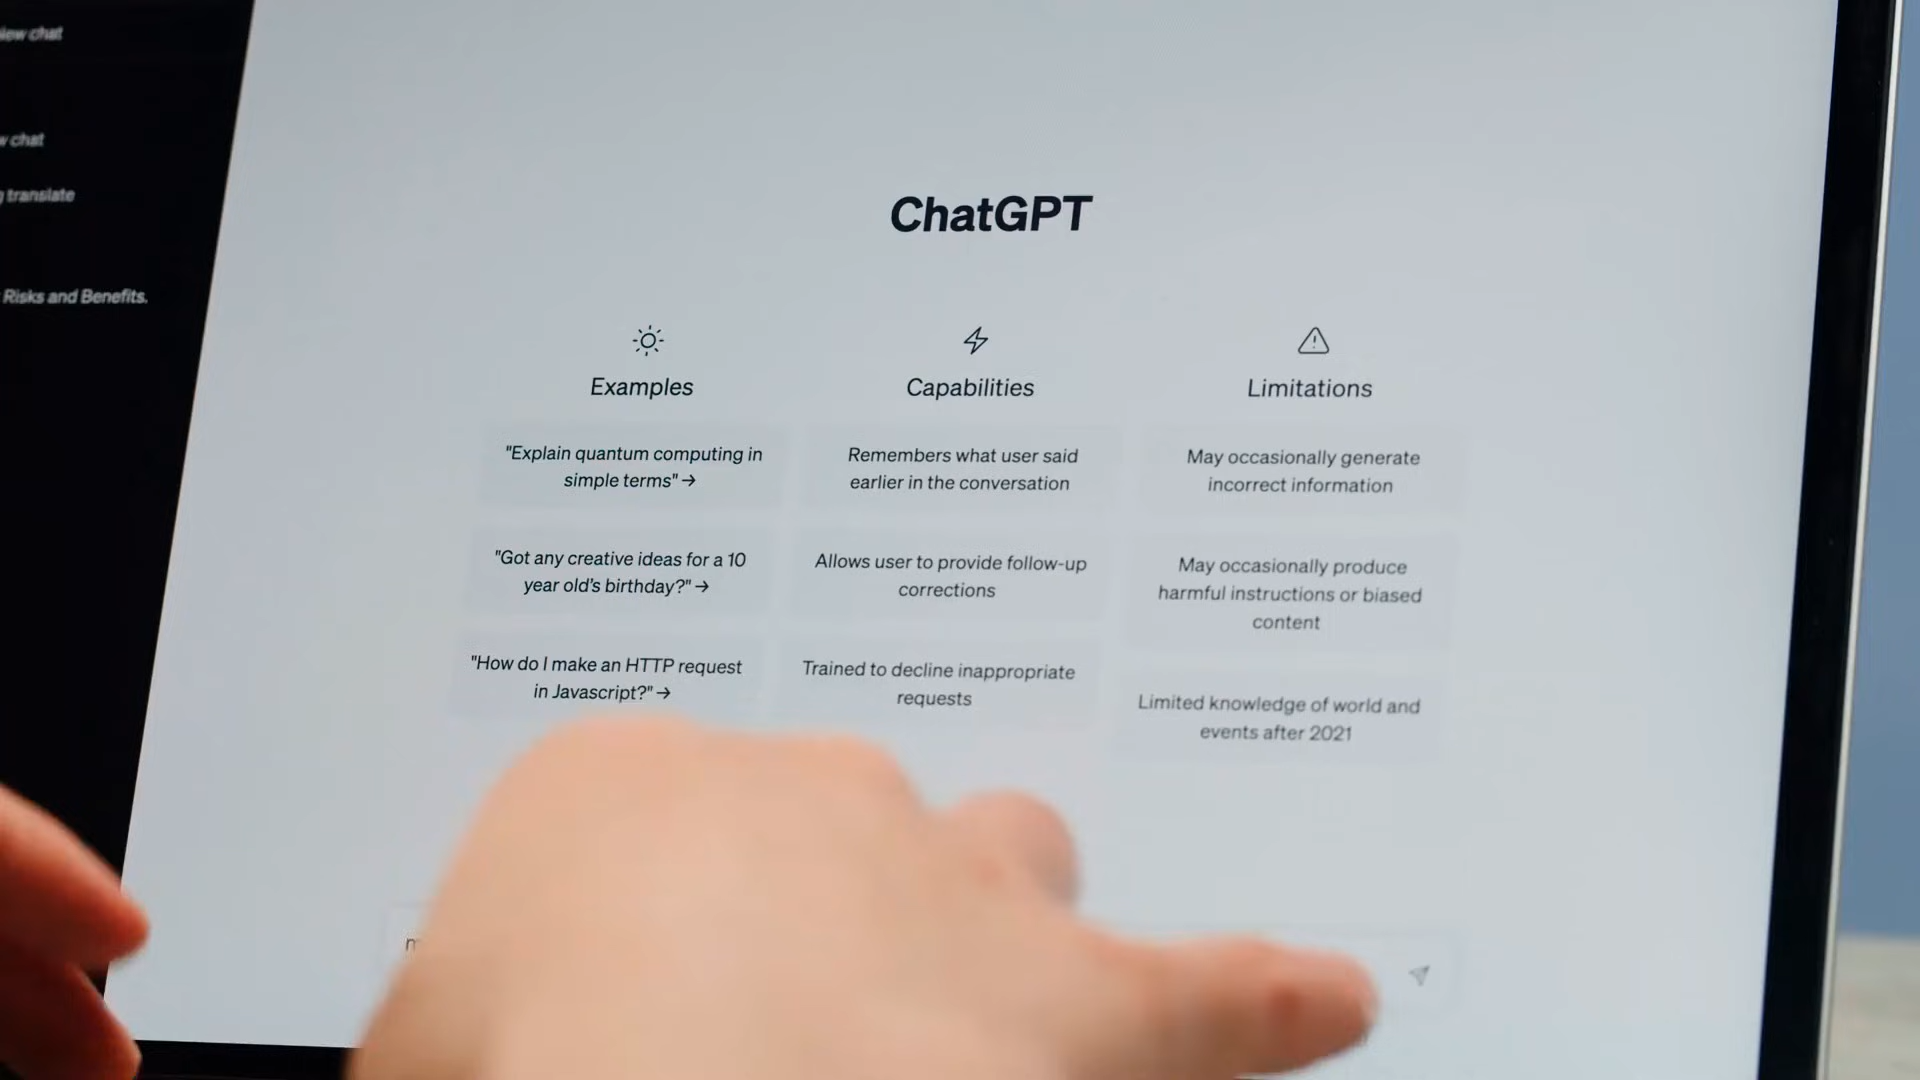 New chat
chat
translate
Risks and Benefits.
ChatGPT
Examples
"Explain quantum computing in
simple terms" →
"Got any creative ideas for a 10
year old's birthday?" →
"How do I make an HTTP request
in Javascript?" →
Capabilities
Remembers what user said
earlier in the conversation
Allows user to provide follow-up
corrections
Trained to decline inappropriate
requests
Limitations
May occasionally generate
incorrect information
May occasionally produce
harmful instructions or biased
content
Limited knowledge of world and
events after 2021